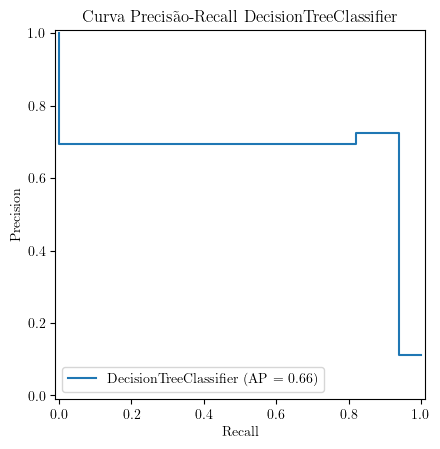 Curva Precisão-Recall DecisionTreeClassifier
1.0
0.8
0.6
0.4
0.2
0.0
Precision
DecisionTreeClassifier (AP = 0.66)
0.0 0.2 0.4 0.6 0.8 1.0
Recall